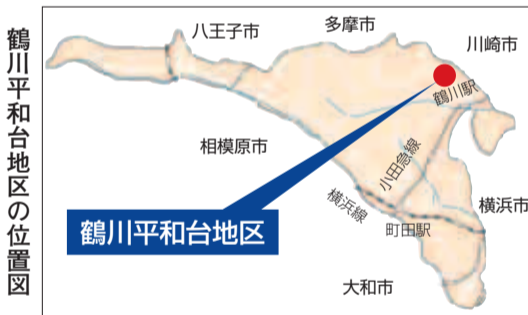 鶴川平和台地区の位置図
八王子市
多摩市
川崎市
鶴川駅
相模原市
小田急線
横浜線
横浜市
鶴川平和台地区
町田駅
大和市